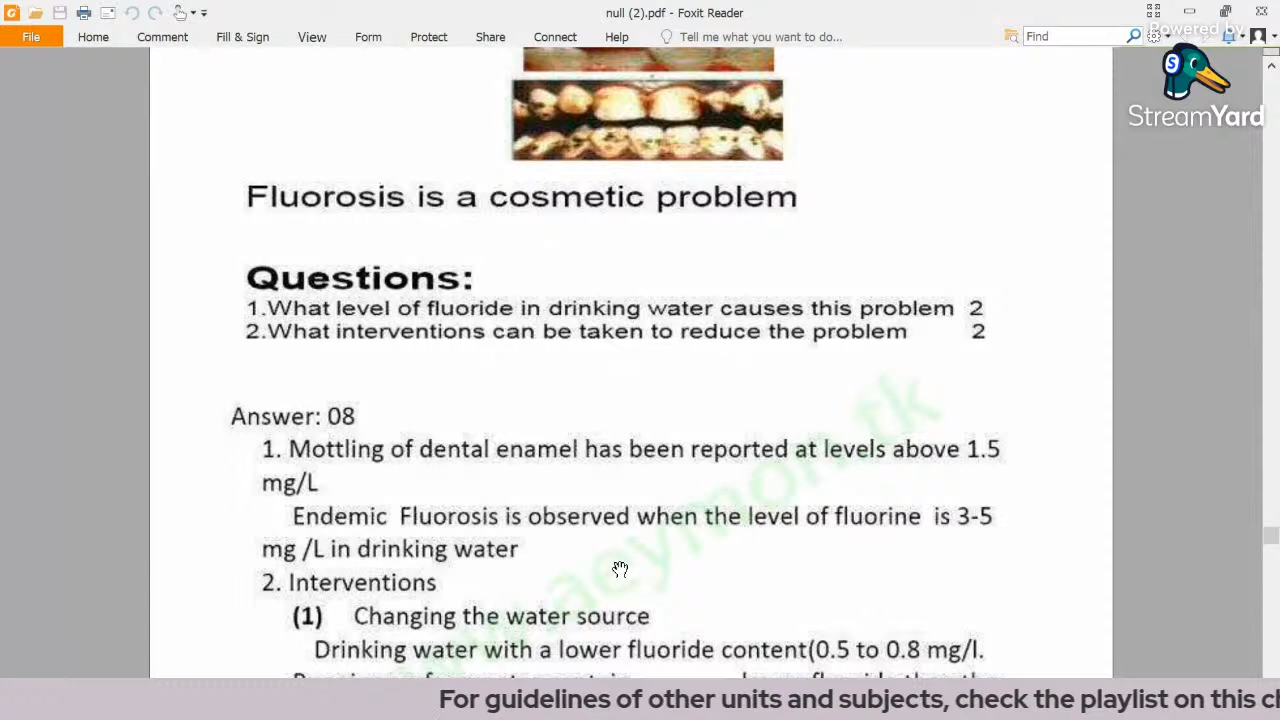 null (2).pdf - Foxit Reader
File Home Comment Fill & Sign View Form Protect Share Connect Help Tell me what you want to do... Find
Powered by
StreamYard
Fluorosis is a cosmetic problem
Questions:
1.What level of fluoride in drinking water causes this problem 2
2.What interventions can be taken to reduce the problem 2
Answer: 08
1. Mottling of dental enamel has been reported at levels above 1.5
mg/L
Endemic Fluorosis is observed when the level of fluorine is 3-5
mg /L in drinking water
2. Interventions
(1) Changing the water source
Drinking water with a lower fluoride content(0.5 to 0.8 mg/l.
www.aeymon.tk
For guidelines of other units and subjects, check the playlist on this